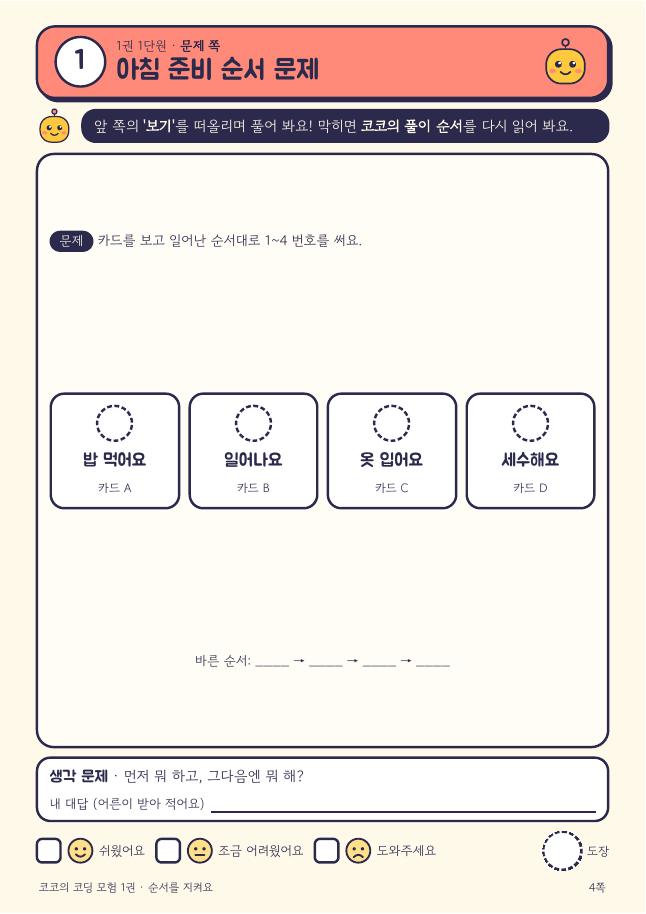 1
1권 1단원 · 문제 쪽
아침 준비 순서 문제
앞 쪽의 '보기'를 떠올리며 풀어 봐요! 막히면 코코의 풀이 순서를 다시 읽어 봐요.
문제 카드를 보고 일어난 순서대로 1~4 번호를 써요.
밥 먹어요
카드 A
일어나요
카드 B
옷 입어요
카드 C
세수해요
카드 D
바른 순서: ____ → ____ → ____ → ____
생각 문제 · 먼저 뭐 하고, 그다음엔 뭐 해?
내 대답 (어른이 받아 적어요)
쉬웠어요 조금 어려웠어요 도와주세요 도장
코코의 코딩 모험 1권 · 순서를 지켜요 4쪽